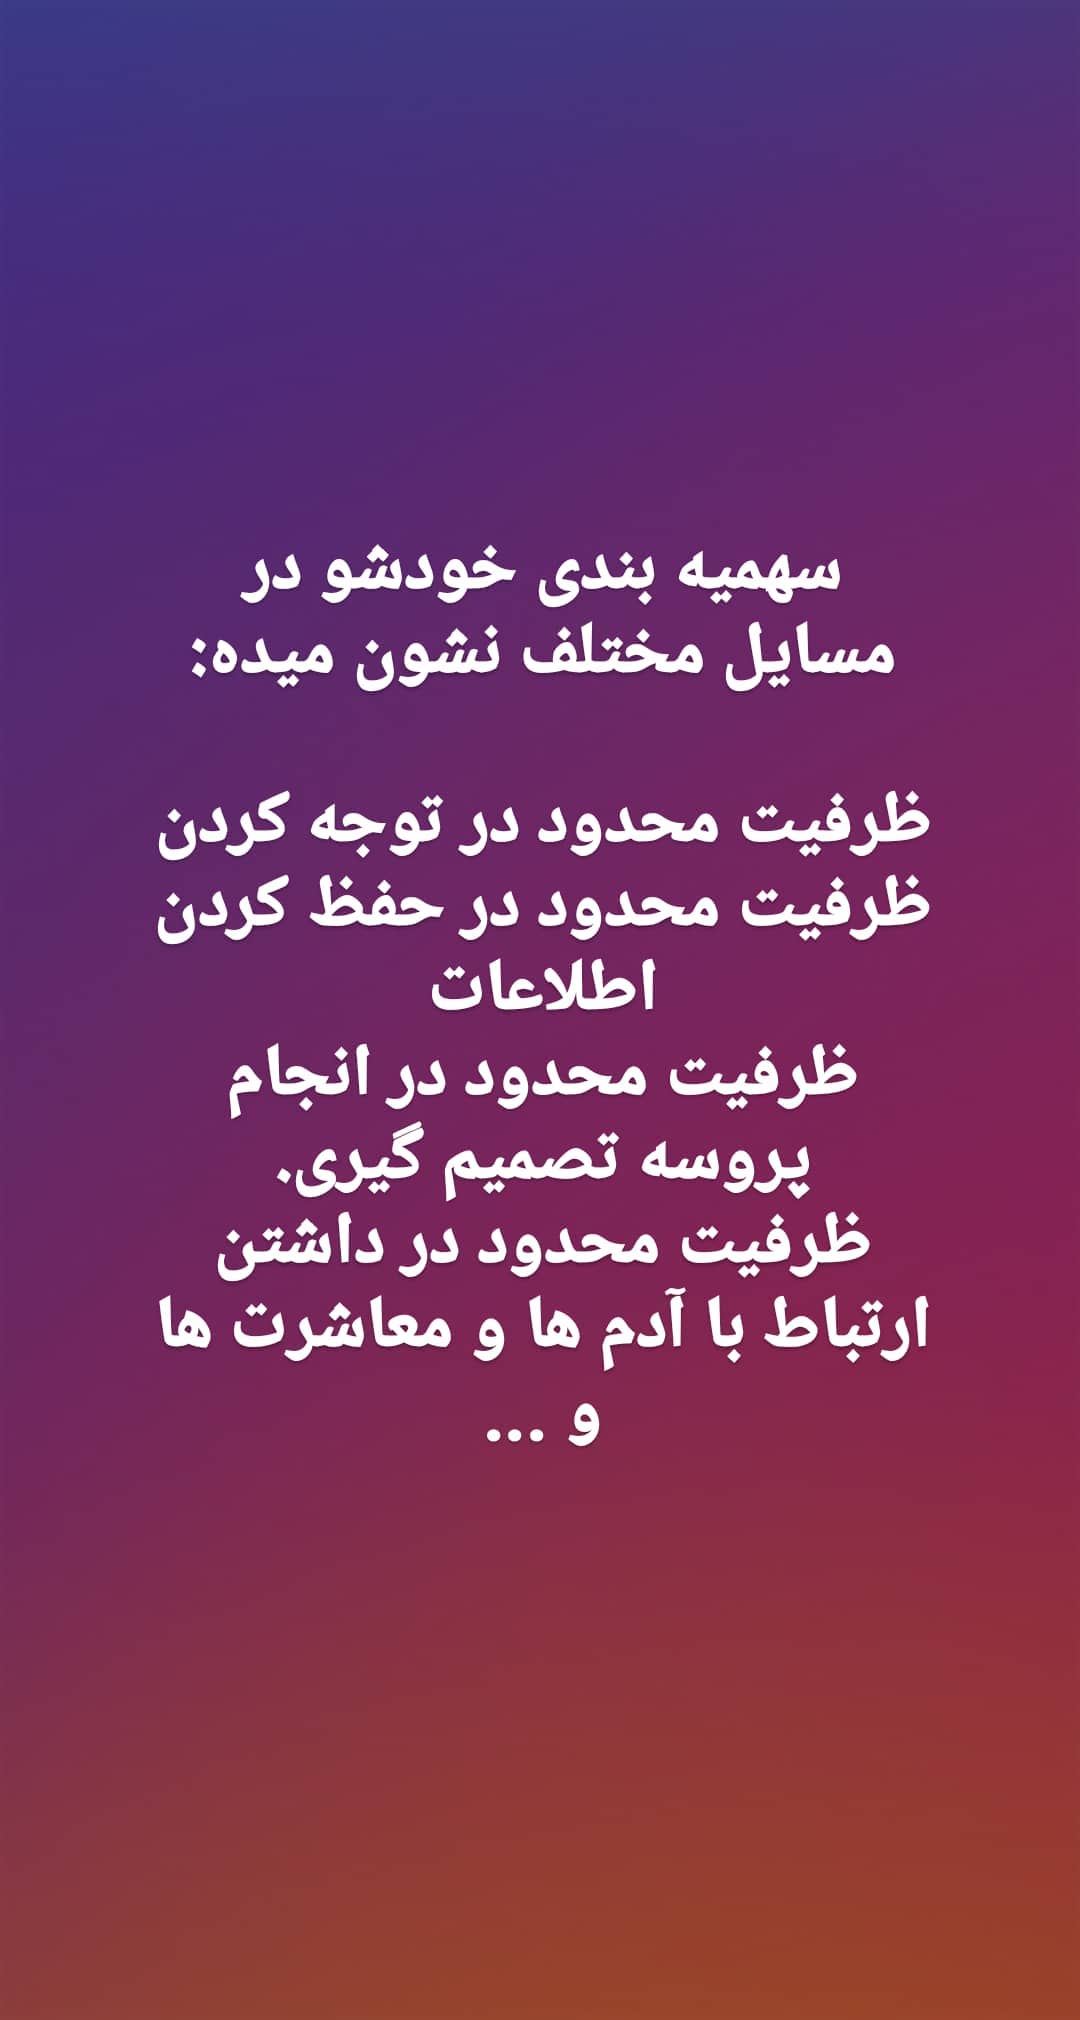 سهمیه بندی خودشو در
مسایل مختلف نشون میده:
ظرفیت محدود در توجه کردن
ظرفیت محدود در حفظ کردن
اطلاعات
ظرفیت محدود در انجام
پروسه تصمیم گیری.
ظرفیت محدود در داشتن
ارتباط با آدم ها و معاشرت ها
و ...